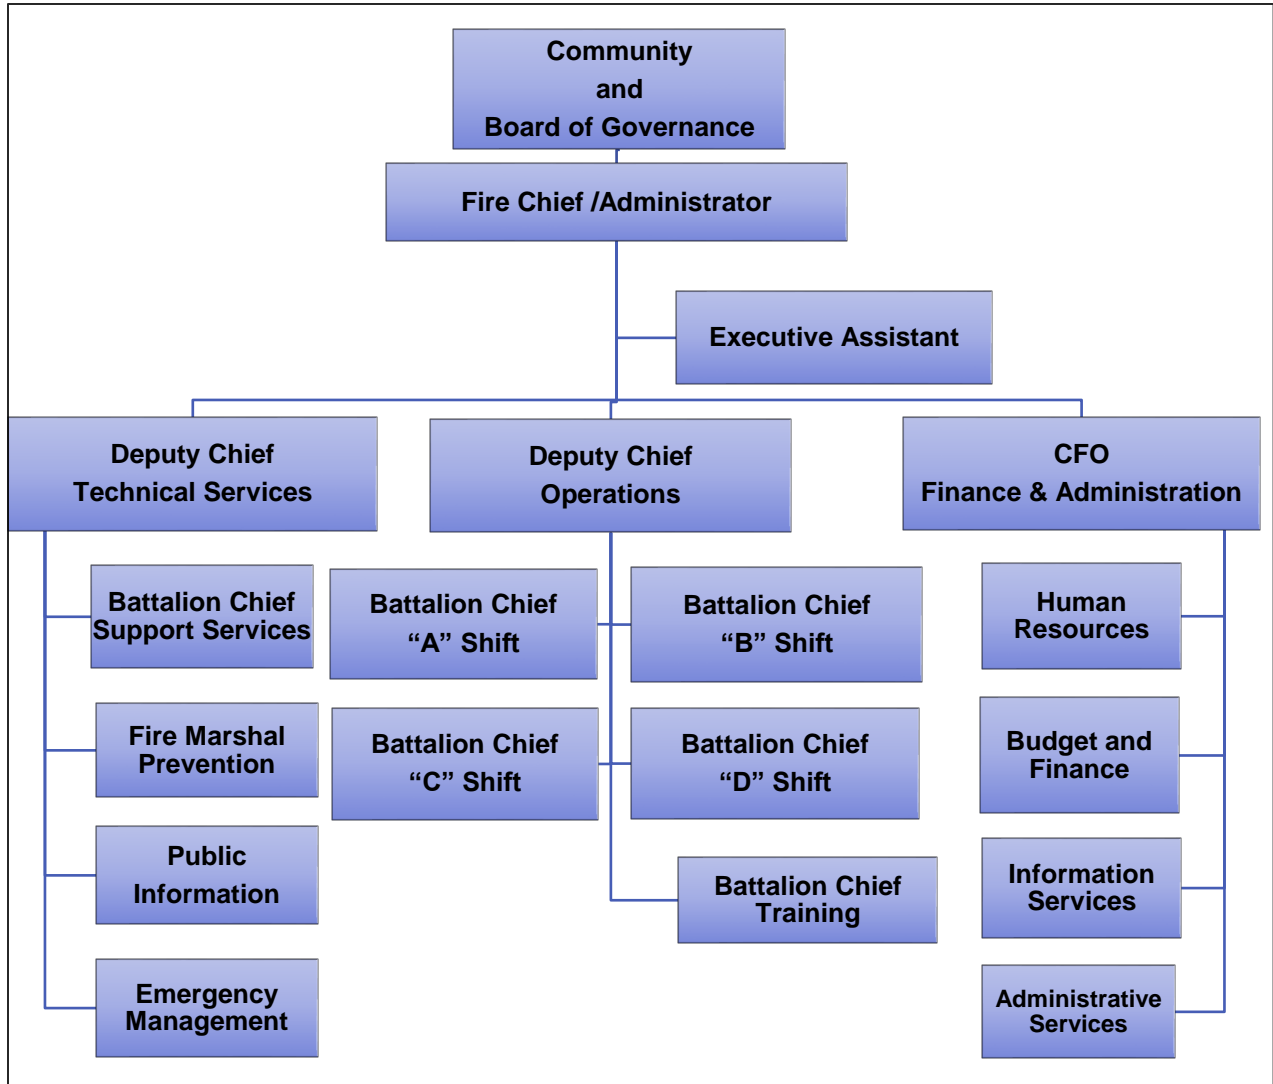 Community
and
Board of Governance
Fire Chief /Administrator
Executive Assistant
Deputy Chief
Technical Services
Deputy Chief
Operations
CFO
Finance & Administration
Battalion Chief
Support Services
Fire Marshal
Prevention
Public
Information
Emergency
Management
Battalion Chief
“A” Shift
Battalion Chief
“B” Shift
Battalion Chief
“C” Shift
Battalion Chief
“D” Shift
Battalion Chief
Training
Human
Resources
Budget and
Finance
Information
Services
Administrative
Services